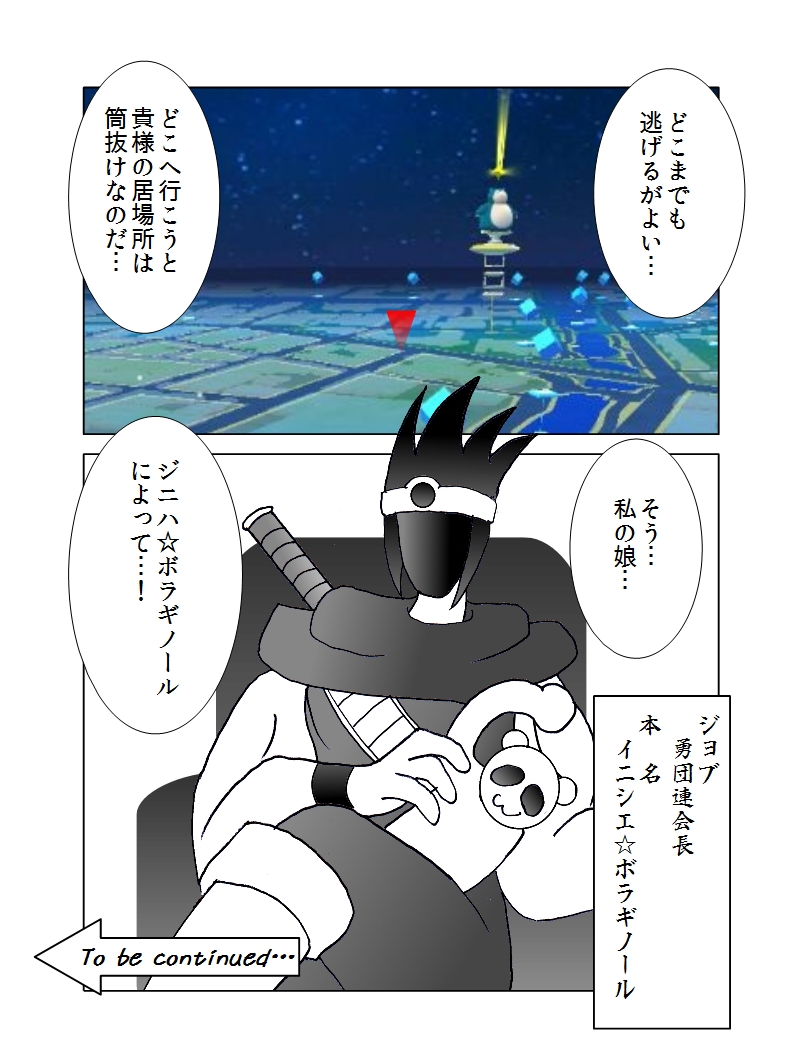 どこまでも
逃げるがよい…
どこへ行こうと
貴様の居場所は
筒抜けなのだ…
そう…
私の娘…
ジニハ☆ボラギノール
によって…！
ジョブ
勇団連会長
本名
イニシエ☆ボラギノール
To be continued…